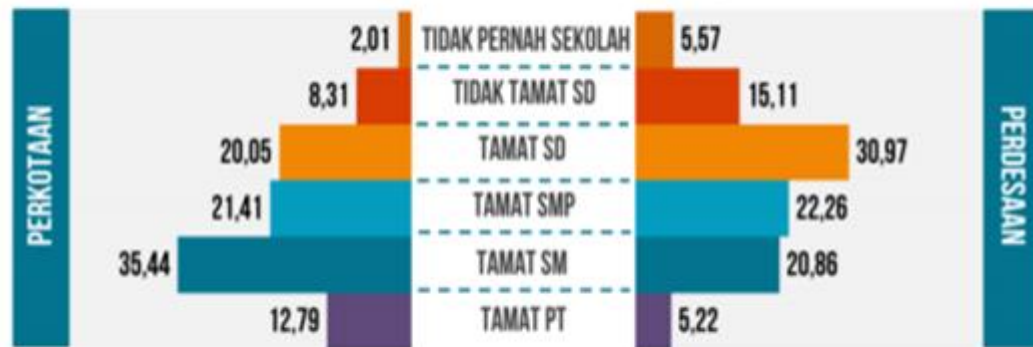 PERKOTAAN
2,01 TIDAK PERNAH SEKOLAH 5,57
8,31 TIDAK TAMAT SD 15,11
20,05 TAMAT SD 30,97
21,41 TAMAT SMP 22,26
35,44 TAMAT SM 20,86
12,79 TAMAT PT 5,22
PERDESAAN